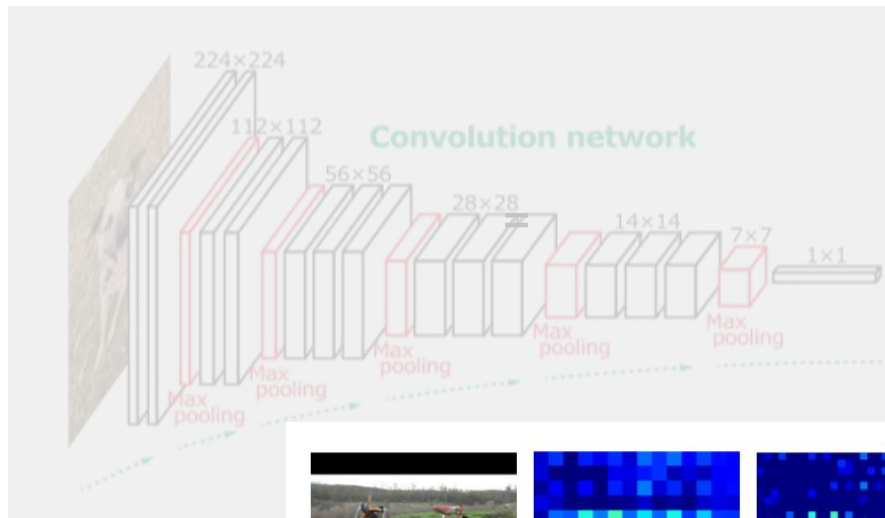 224×224
112×112
Convolution network
56×56
28×28
14×14
7×7
1×1
Max
pooling
Max
pooling
Max
pooling
Max
pooling
Max
pooling